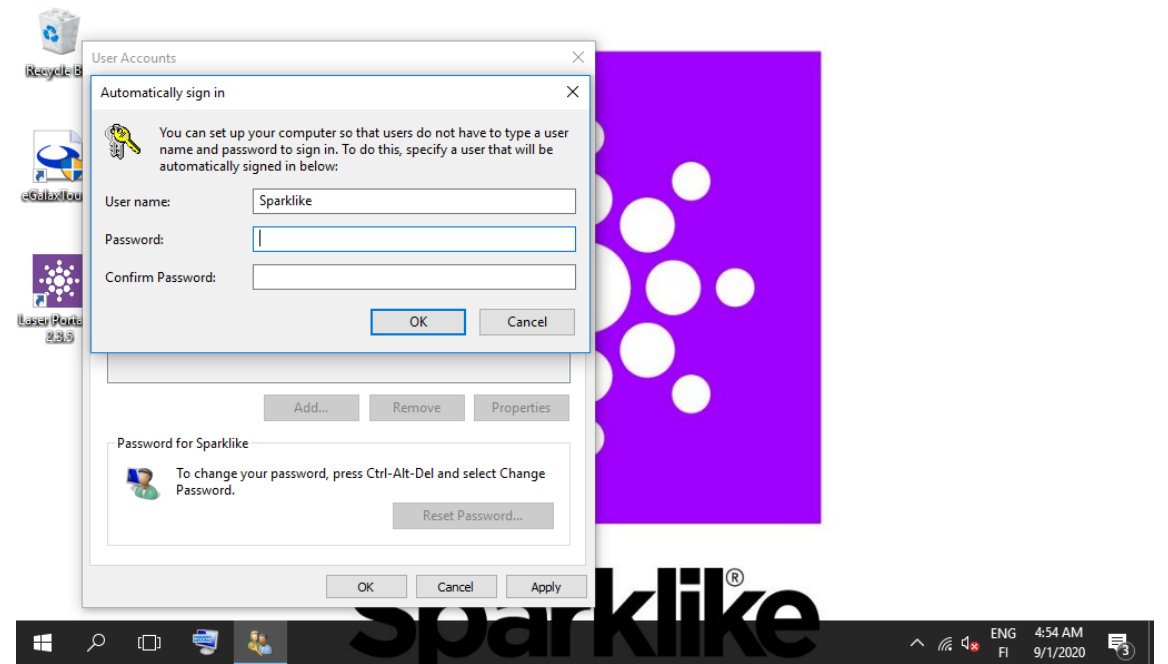 Recycle B
User Accounts
Automatically sign in
You can set up your computer so that users do not have to type a user
name and password to sign in. To do this, specify a user that will be
automatically signed in below:
eGalaxTou
User name:
Sparklike
Password:
Confirm Password:
Laser Porta
2.3.5
OK
Cancel
Add...
Remove
Properties
Password for Sparklike
To change your password, press Ctrl-Alt-Del and select Change
Password.
Reset Password...
OK
Cancel
Apply
Sparklike®
ENG
FI
4:54 AM
9/1/2020
3